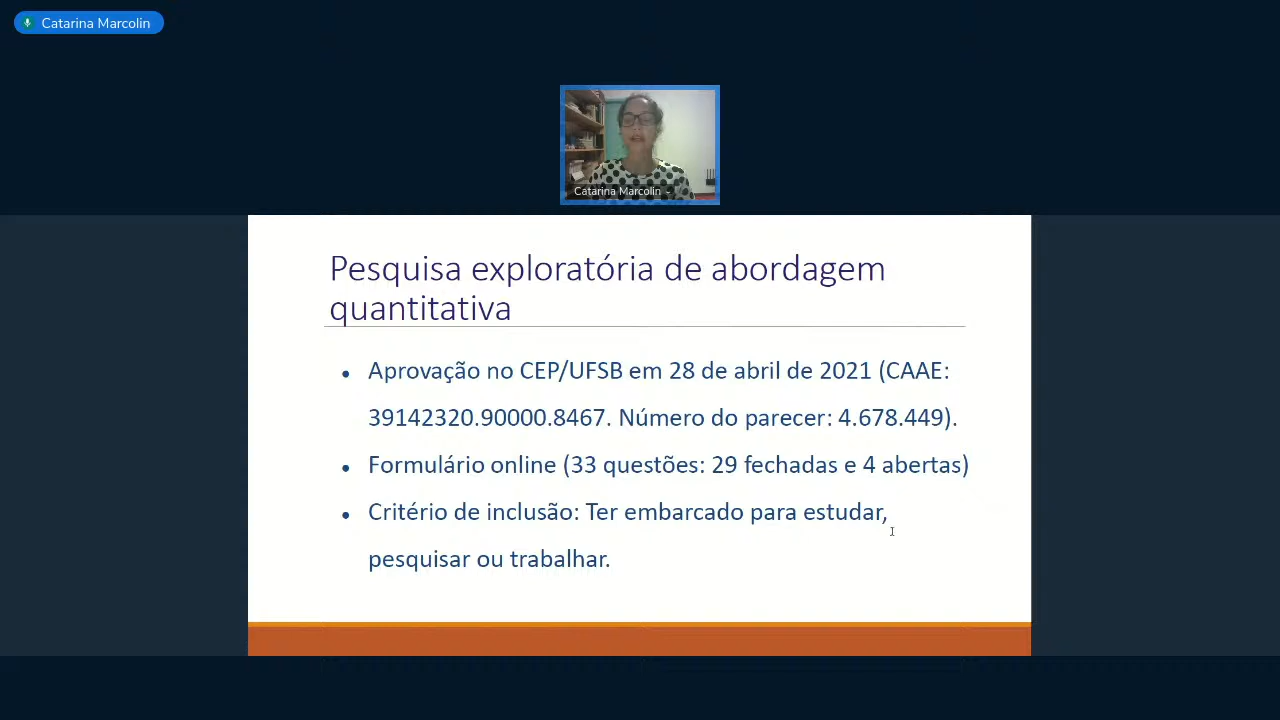 Catarina Marcolin
Catarina Marcolin
Pesquisa exploratória de abordagem
quantitativa
• Aprovação no CEP/UFSB em 28 de abril de 2021 (CAAE:
39142320.90000.8467. Número do parecer: 4.678.449).
• Formulário online (33 questões: 29 fechadas e 4 abertas)
• Critério de inclusão: Ter embarcado para estudar,
pesquisar ou trabalhar.